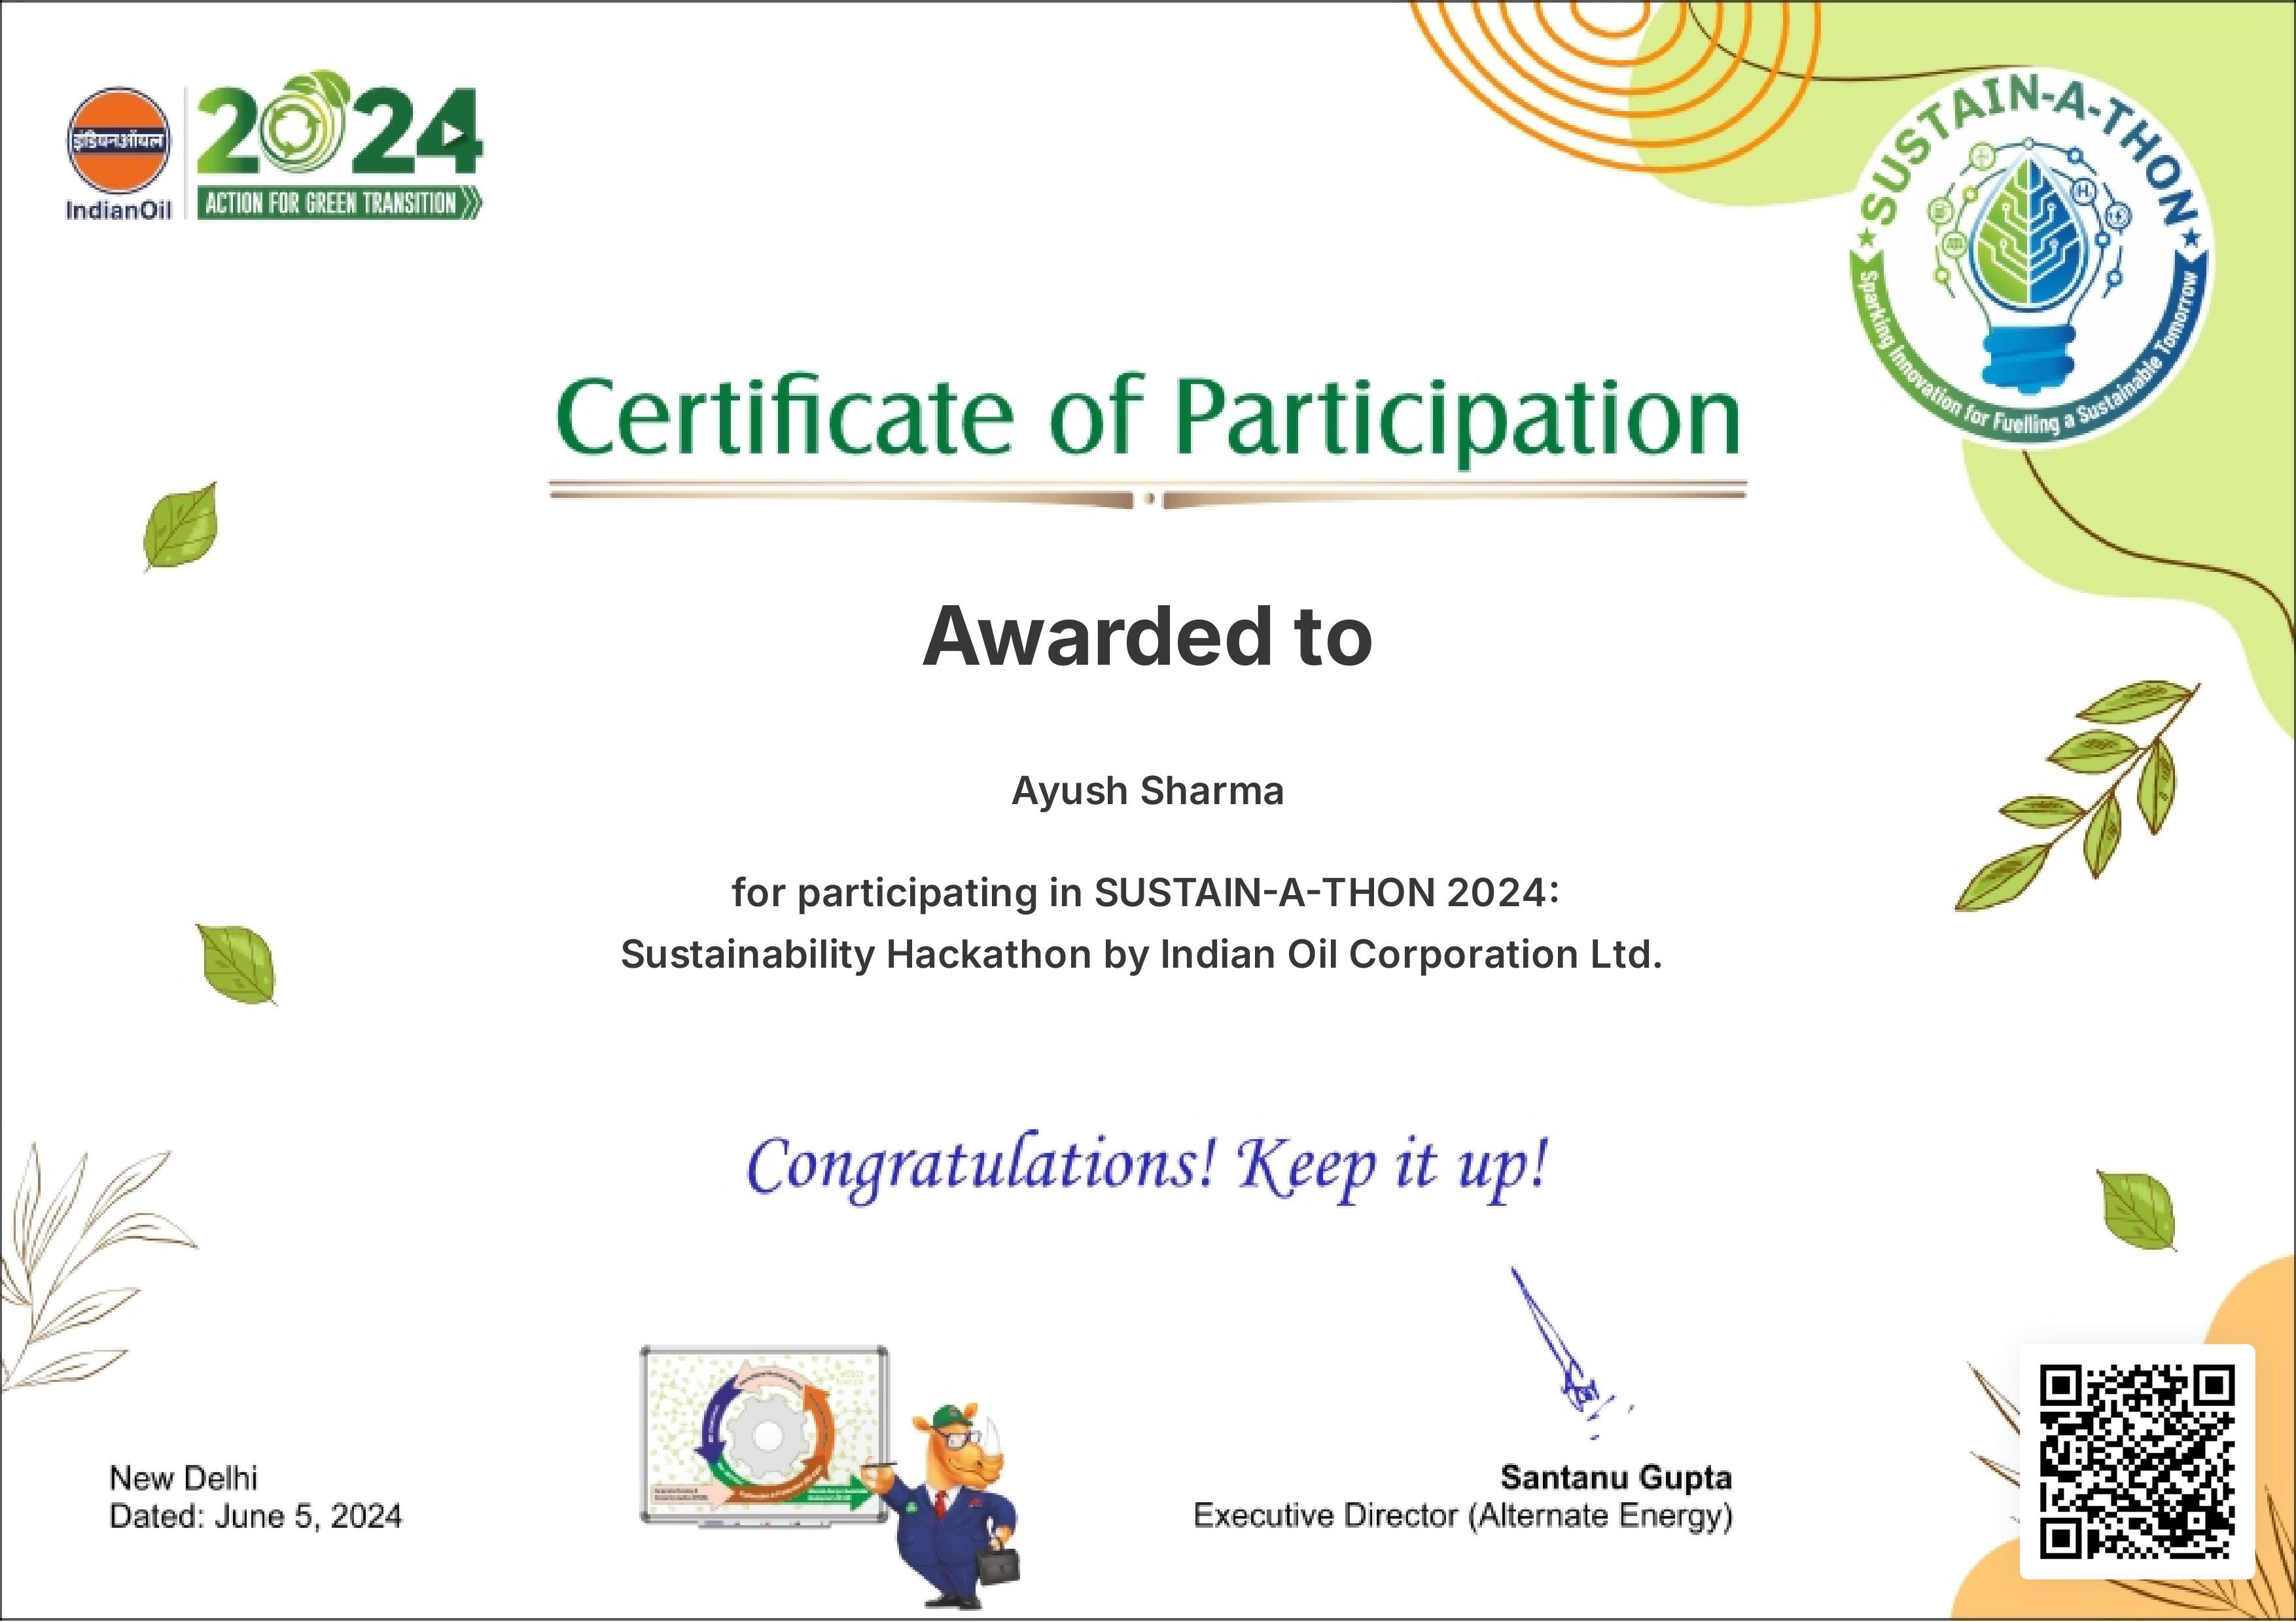 इंडियनऑयल
IndianOil
2024
ACTION FOR GREEN TRANSITION
SUSTAIN-A-THON
Sparking Innovation for Fuelling a Sustainable Tomorrow
Certificate of Participation
Awarded to
Ayush Sharma
for participating in SUSTAIN-A-THON 2024:
Sustainability Hackathon by Indian Oil Corporation Ltd.
Congratulations! Keep it up!
New Delhi
Dated: June 5, 2024
Santanu Gupta
Executive Director (Alternate Energy)